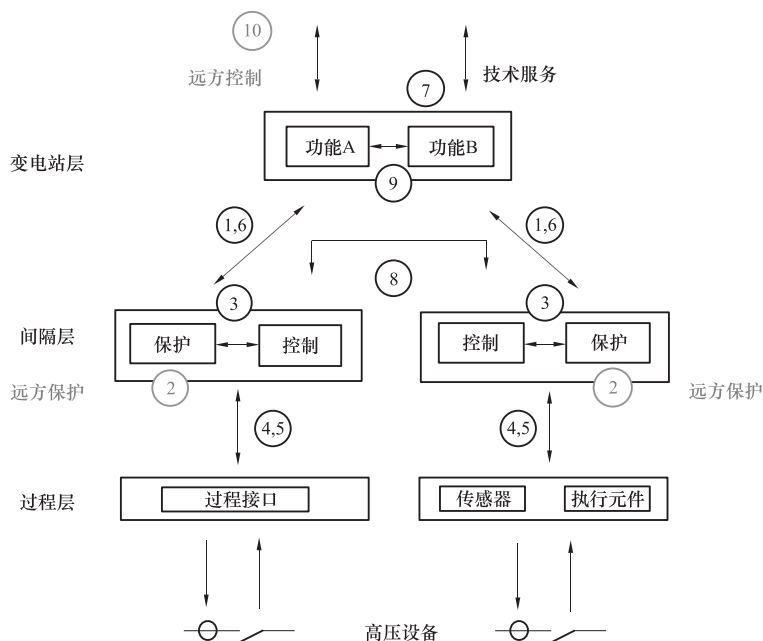 10
远方控制
技术服务
7
功能A
功能B
变电站层
9
1,6
1,6
8
3
3
间隔层
保护
控制
控制
保护
远方保护
2
2
远方保护
4,5
4,5
过程层
过程接口
传感器
执行元件
高压设备